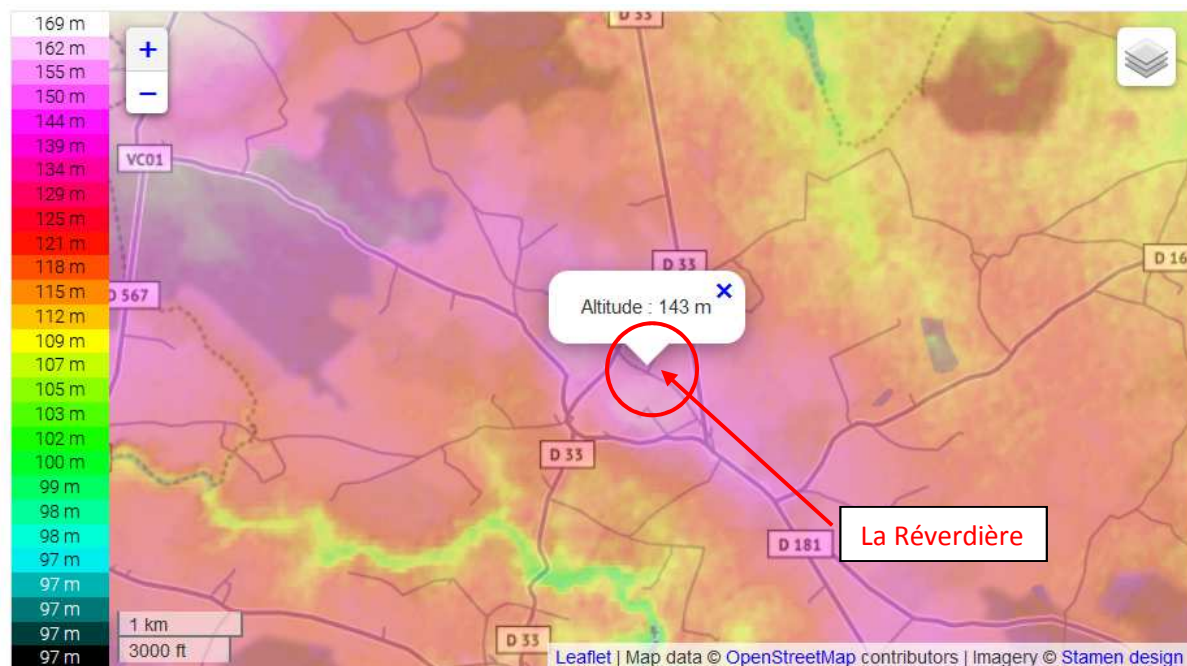 169 m
162 m
155 m
150 m
144 m
139 m
134 m
129 m
125 m
121 m
118 m
115 m
112 m
109 m
107 m
105 m
103 m
102 m
100 m
99 m
98 m
98 m
97 m
97 m
97 m
97 m
97 m
+
−
D 33
VC01
D 33
D 16
D 567
Altitude : 143 m
×
D 33
La Réverdière
D 181
1 km
3000 ft
D 33
Leaflet | Map data © OpenStreetMap contributors | Imagery © Stamen design